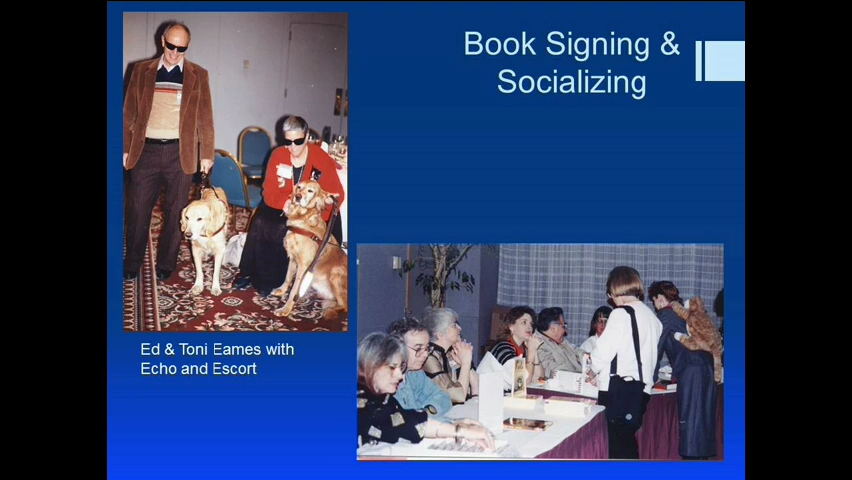 Book Signing &
Socializing
Ed & Toni Eames with
Echo and Escort